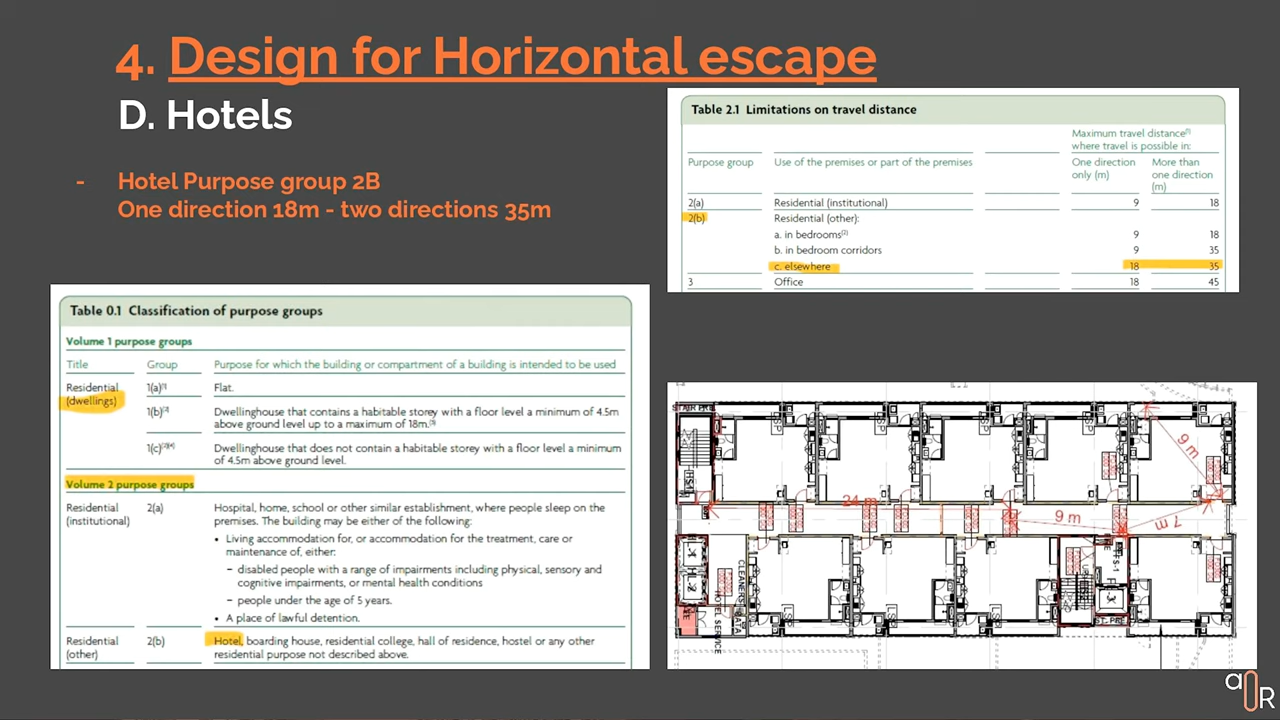 4. Design for Horizontal escape
D. Hotels
- Hotel Purpose group 2B
One direction 18m - two directions 35m
Table 2.1 Limitations on travel distance
Maximum travel distance(1)
where travel is possible in:
Purpose group Use of the premises or part of the premises One direction only (m) More than one direction (m)
2(a) Residential (institutional) 9 18
2(b) Residential (other):
a. in bedrooms(2) 9 18
b. in bedroom corridors 9 35
c. elsewhere 18 35
3 Office 18 45
Table 0.1 Classification of purpose groups
Volume 1 purpose groups
Title Group Purpose for which the building or compartment of a building is intended to be used
Residential (dwellings) 1(a)(1) Flat.
1(b)(2) Dwellinghouse that contains a habitable storey with a floor level a minimum of 4.5m
above ground level up to a maximum of 18m.(3)
1(c)(2)(4) Dwellinghouse that does not contain a habitable storey with a floor level a minimum
of 4.5m above ground level.
Volume 2 purpose groups
Residential (institutional) 2(a) Hospital, home, school or other similar establishment, where people sleep on the
premises. The building may be either of the following:
• Living accommodation for, or accommodation for the treatment, care or
maintenance of, either:
– disabled people with a range of impairments including physical, sensory and
cognitive impairments, or mental health conditions
– people under the age of 5 years.
• A place of lawful detention.
Residential (other) 2(b) Hotel, boarding house, residential college, hall of residence, hostel or any other
residential purpose not described above.
9 m
24 m
9 m
7 m
HOTEL SERVICE
aOR